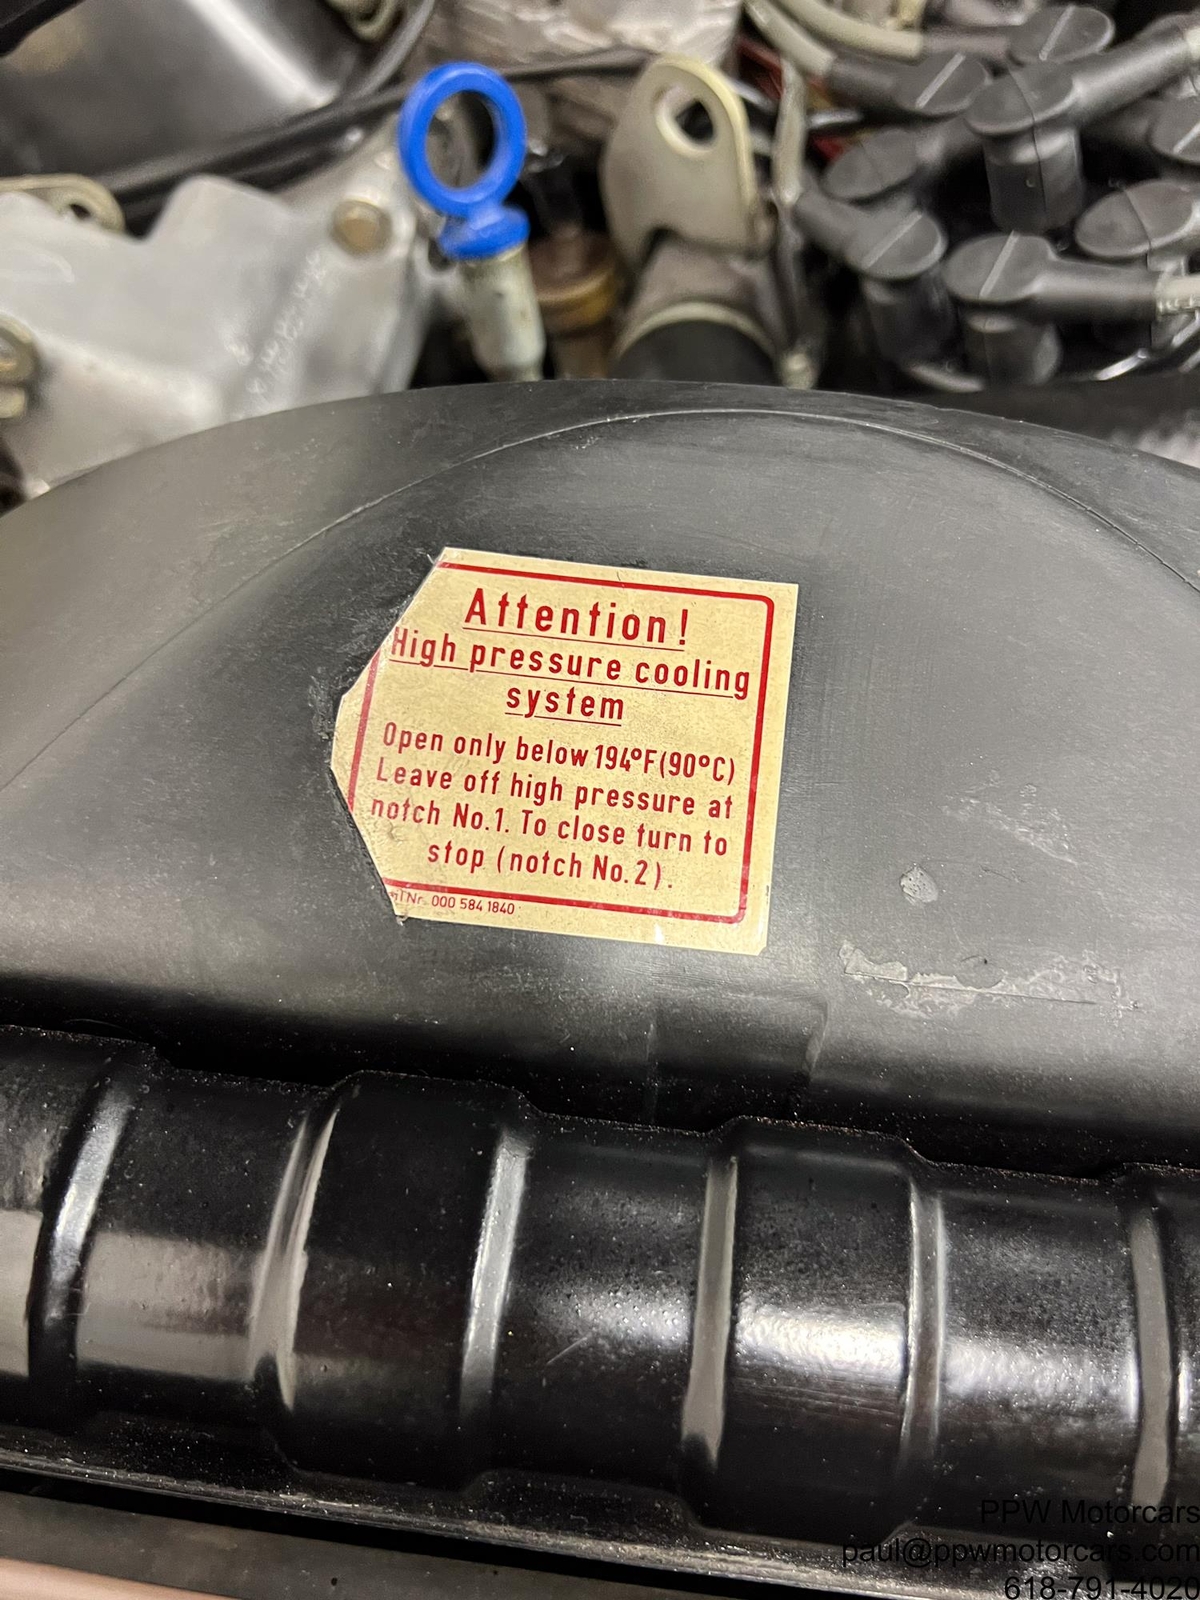 Attention!
High pressure cooling
system
Open only below 194°F(90°C)
Leave off high pressure at
notch No.1. To close turn to
stop (notch No.2).
Nr. 000 584 1840
PPW Motorcars
paul@ppwmotorcars.com
618-791-4020